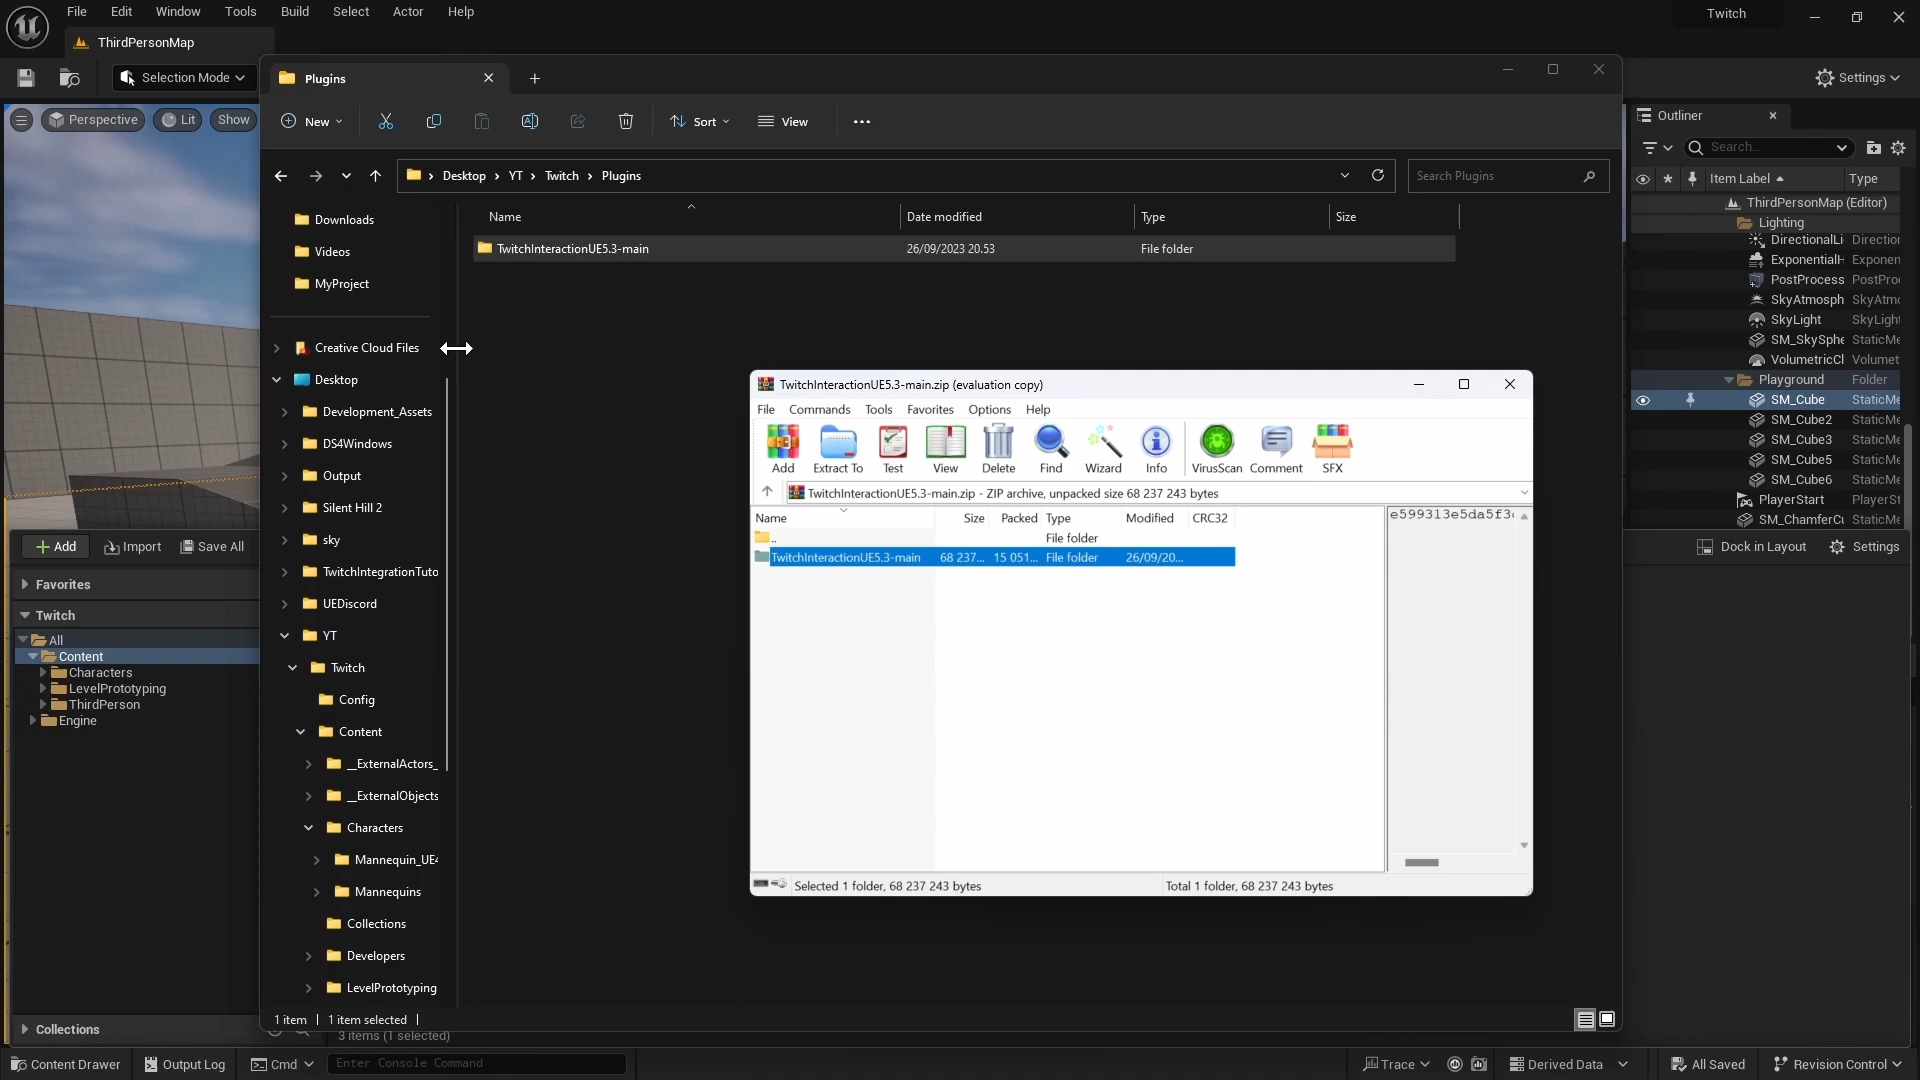 File Edit Window Tools Build Select Actor Help
Twitch
ThirdPersonMap
Selection Mode
Settings
Plugins
New
Sort
View
Perspective
Lit
Show
Outliner
Search...
Desktop > YT > Twitch > Plugins
Search Plugins
Item Label
Type
Name
Date modified
Type
Size
TwitchInteractionUE5.3-main
26/09/2023 20.53
File folder
Downloads
Videos
MyProject
Creative Cloud Files
Desktop
Development_Assets
DS4Windows
Output
Silent Hill 2
sky
TwitchIntegrationTuto
UEDiscord
YT
Twitch
Config
Content
__ExternalActors_
__ExternalObjects
Characters
Mannequin_UE4
Mannequins
Collections
Developers
LevelPrototyping
1 item
1 item selected
3 items (1 selected)
ThirdPersonMap (Editor)
Lighting
DirectionalLi Direction
ExponentialH Exponen
PostProcess PostProc
SkyAtmosph SkyAtmo
SkyLight SkyLight
SM_SkySphe StaticMe
VolumetricCl Volumet
Playground Folder
SM_Cube StaticMe
SM_Cube2 StaticMe
SM_Cube3 StaticMe
SM_Cube5 StaticMe
SM_Cube6 StaticMe
PlayerStart PlayerSt
SM_ChamferCu StaticMe
TwitchInteractionUE5.3-main.zip (evaluation copy)
File Commands Tools Favorites Options Help
Add
Extract To
Test
View
Delete
Find
Wizard
Info
VirusScan
Comment
SFX
TwitchInteractionUE5.3-main.zip - ZIP archive, unpacked size 68 237 243 bytes
Name Size Packed Type Modified CRC32
e599313e5da5f3
.. File folder
TwitchInteractionUE5.3-main 68 237... 15 051... File folder 26/09/20...
Selected 1 folder, 68 237 243 bytes
Total 1 folder, 68 237 243 bytes
Add
Import
Save All
Dock in Layout
Settings
Favorites
Twitch
All
Content
Characters
LevelPrototyping
ThirdPerson
Engine
Collections
Content Drawer
Output Log
Cmd
Enter Console Command
Trace
Derived Data
All Saved
Revision Control